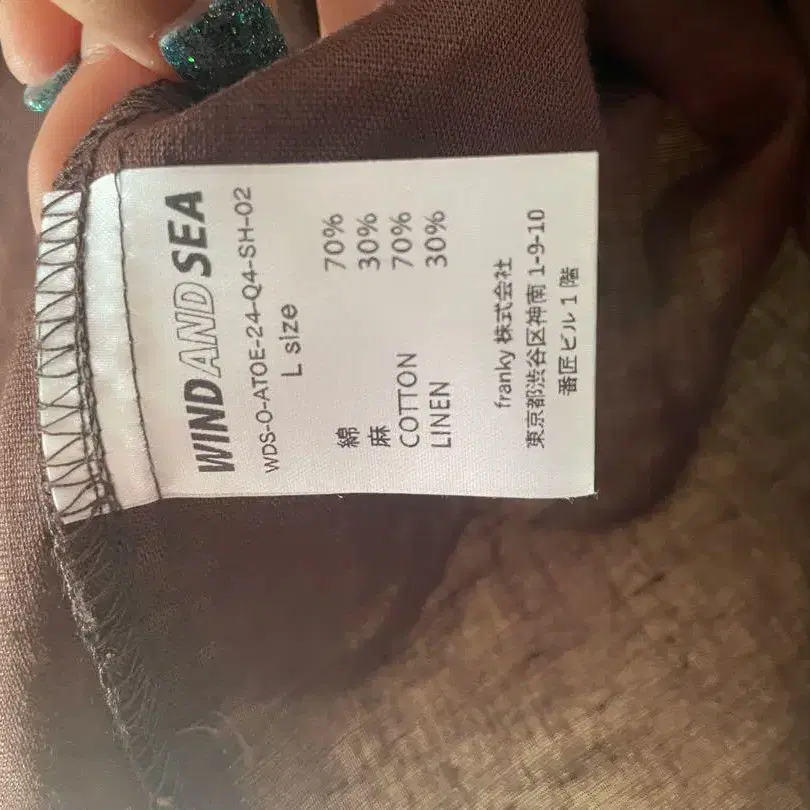 WIND AND SEA
WDS-O-ATOE-24-Q4-SH-02
L size
綿 70%
麻 30%
COTTON 70%
LINEN 30%
franky 株式会社
東京都渋谷区神南 1-9-10
番匠ビル 1 階